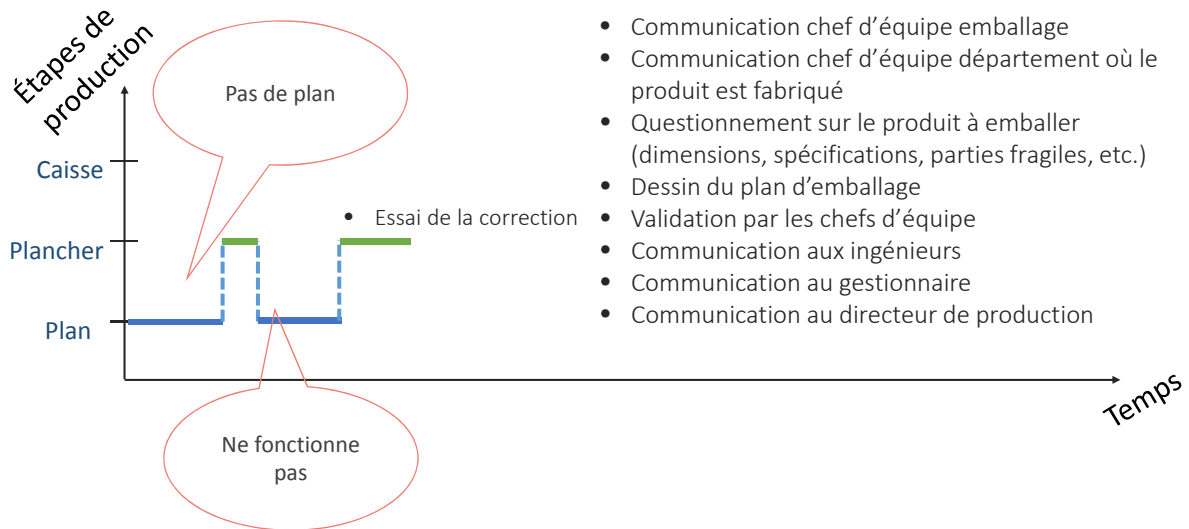 Étapes de
production
Pas de plan
Caisse
Plancher
Plan
• Essai de la correction
Ne fonctionne
pas
Temps
• Communication chef d'équipe emballage
• Communication chef d'équipe département où le
produit est fabriqué
• Questionnement sur le produit à emballer
(dimensions, spécifications, parties fragiles, etc.)
• Dessin du plan d'emballage
• Validation par les chefs d'équipe
• Communication aux ingénieurs
• Communication au gestionnaire
• Communication au directeur de production